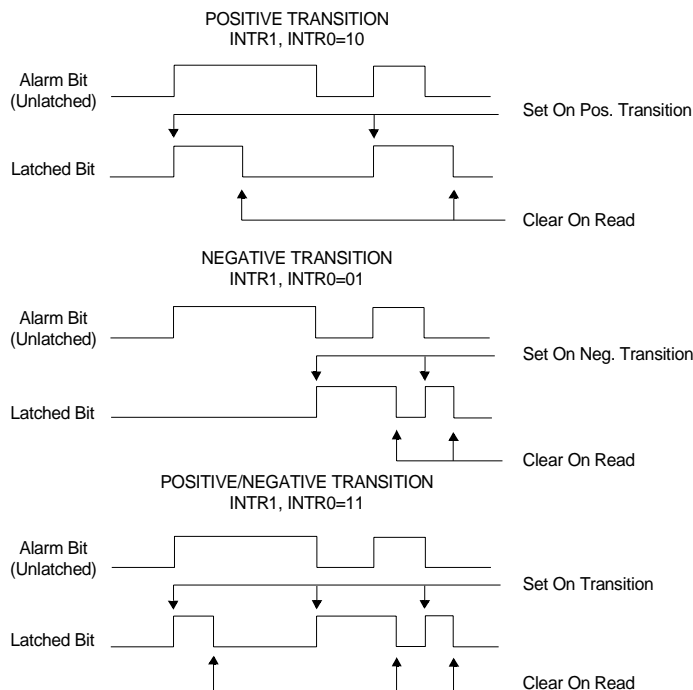 POSITIVE TRANSITION
INTR1, INTR0=10
Alarm Bit
(Unlatched)
Set On Pos. Transition
Latched Bit
Clear On Read
NEGATIVE TRANSITION
INTR1, INTR0=01
Alarm Bit
(Unlatched)
Set On Neg. Transition
Latched Bit
Clear On Read
POSITIVE/NEGATIVE TRANSITION
INTR1, INTR0=11
Alarm Bit
(Unlatched)
Set On Transition
Latched Bit
Clear On Read